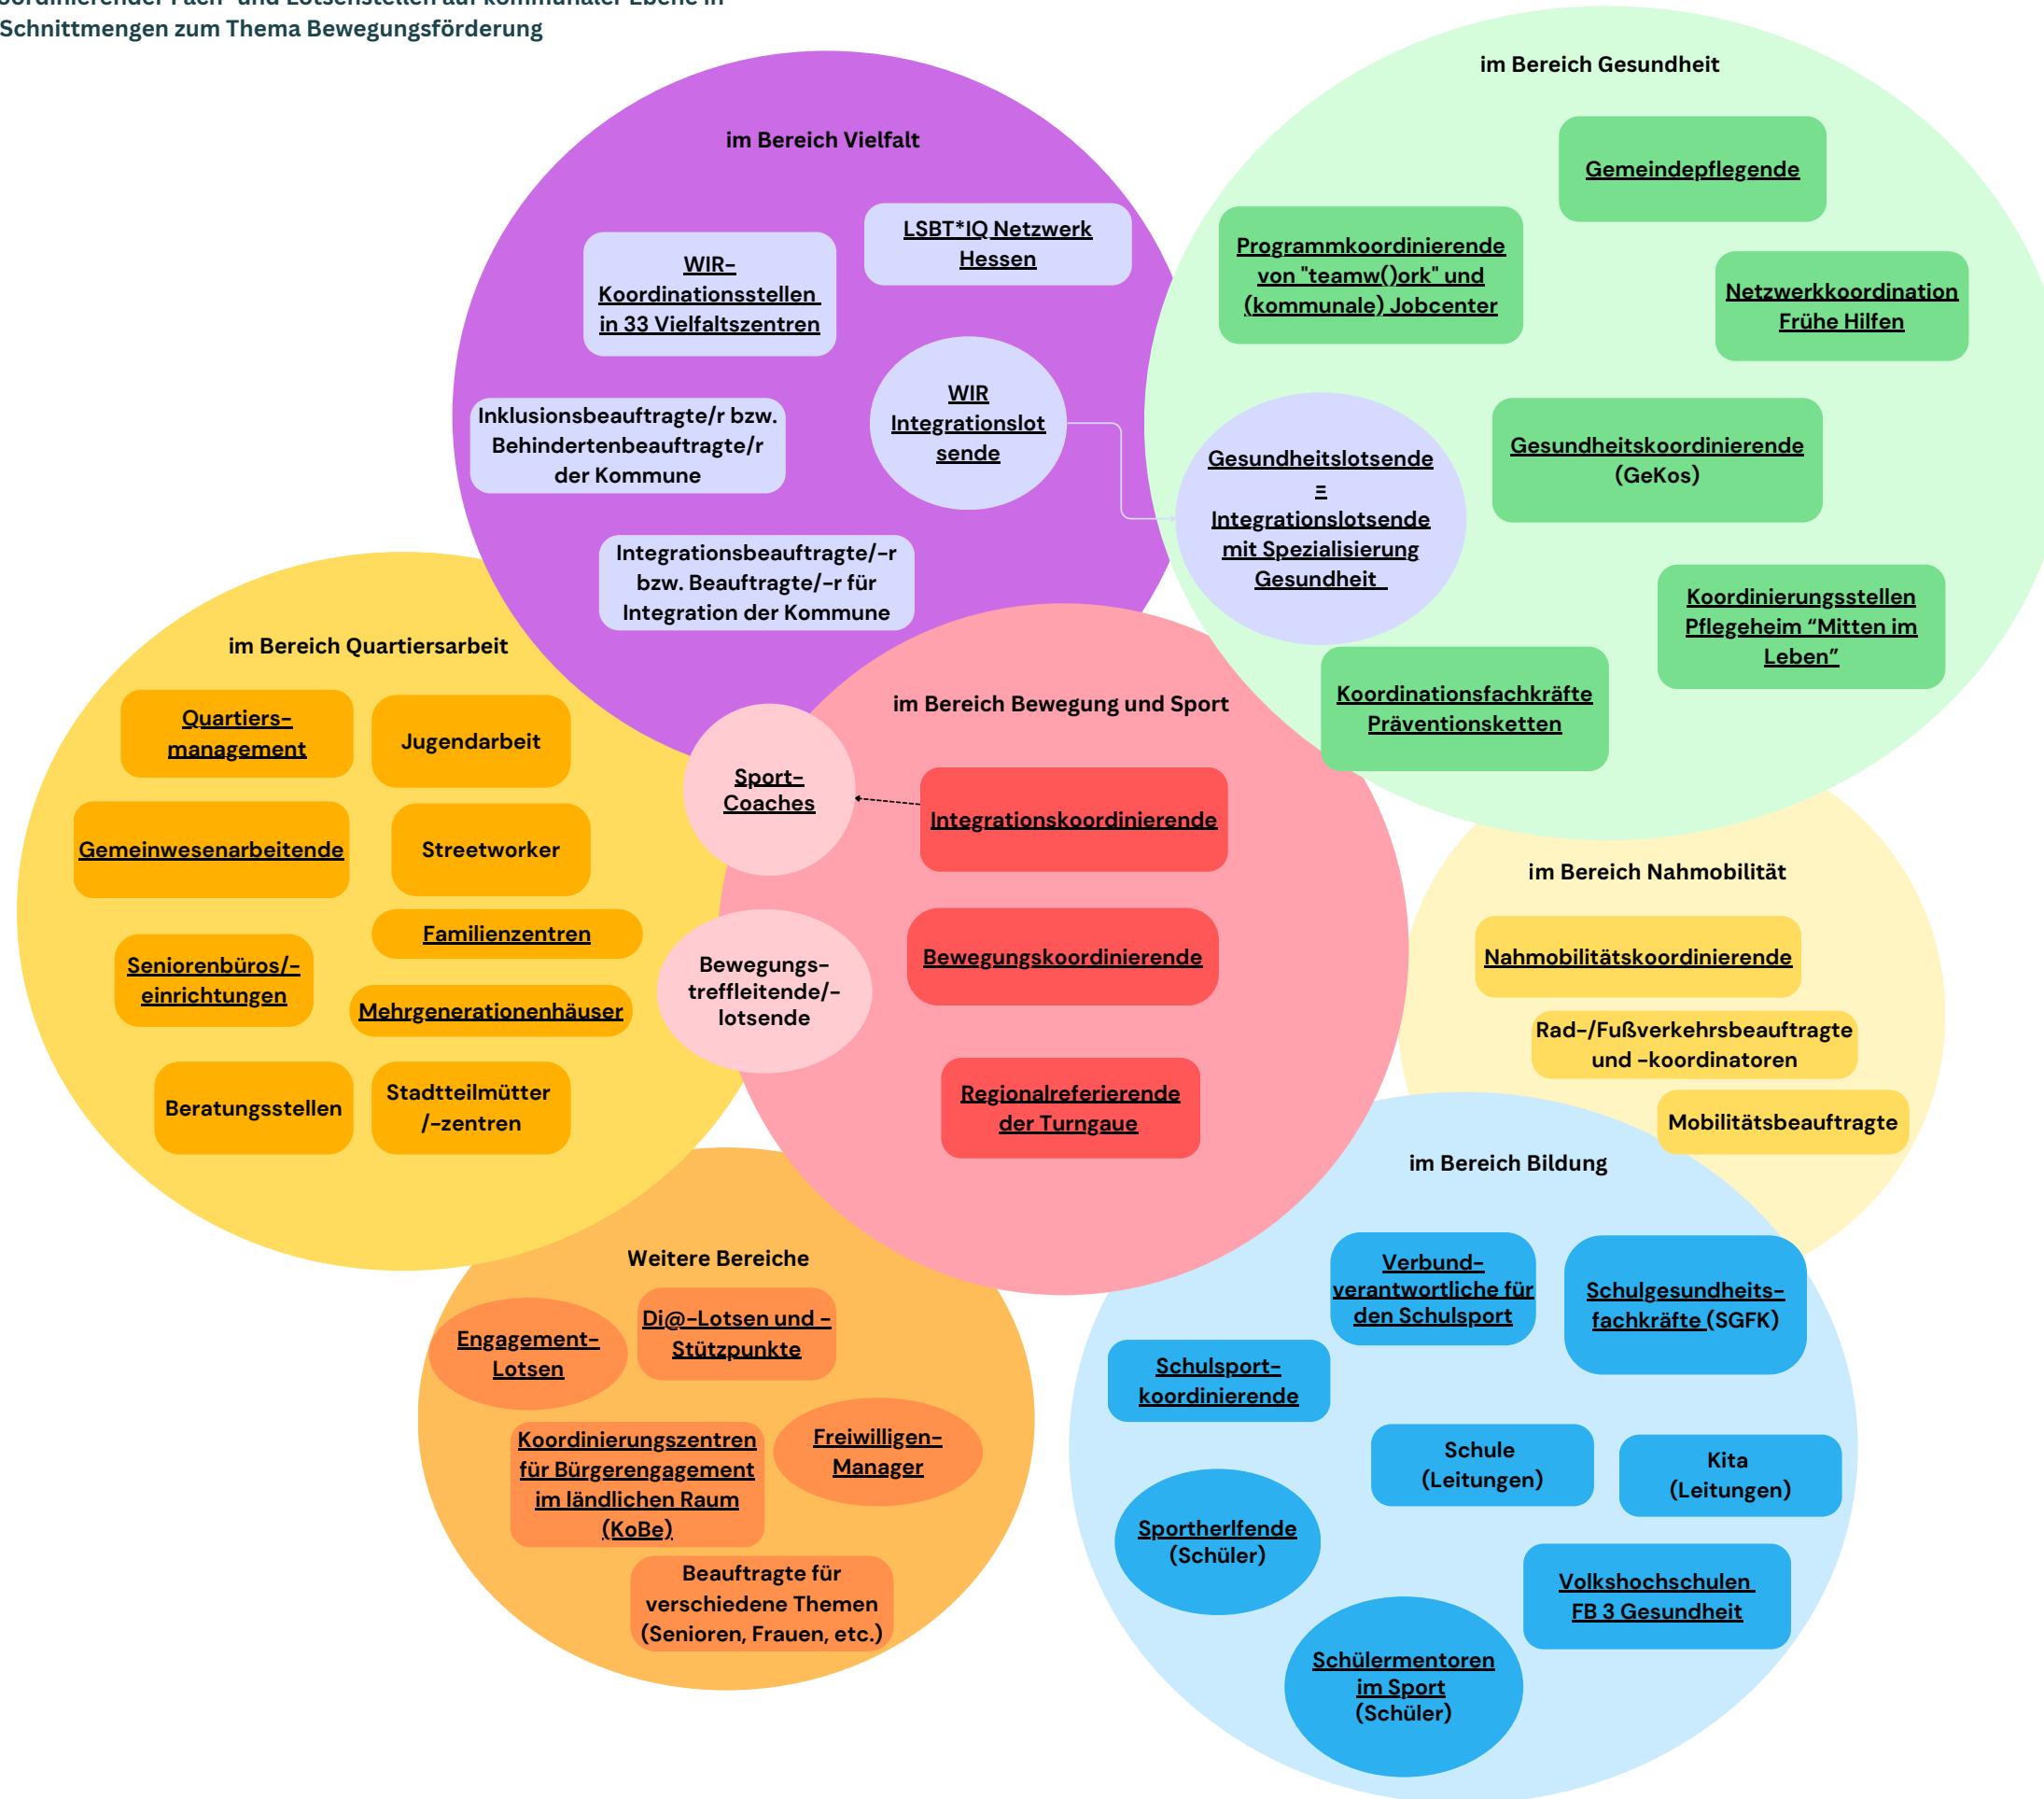 Schnittmengen zum Thema Bewegungsförderung
im Bereich Vielfalt
WIR-
Koordinationsstellen
in 33 Vielfaltszentren
LSBT*IQ Netzwerk
Hessen
WIR
Integrationslot
sende
Inklusionsbeauftragte/r bzw.
Behindertenbeauftragte/r
der Kommune
Integrationsbeauftragte/-r
bzw. Beauftragte/-r für
Integration der Kommune
im Bereich Gesundheit
Gemeindepflegende
Programmkoordinierende
von "teamw()ork" und
(kommunale) Jobcenter
Netzwerkkoordination
Frühe Hilfen
Gesundheitskoordinierende
(GeKos)
Gesundheitslotsende
=
Integrationslotsende
mit Spezialisierung
Gesundheit
Koordinierungsstellen
Pflegeheim “Mitten im
Leben”
Koordinationsfachkräfte
Präventionsketten
im Bereich Quartiersarbeit
Quartiers-
management
Jugendarbeit
Gemeinwesenarbeitende
Streetworker
Familienzentren
Seniorenbüros/-
einrichtungen
Mehrgenerationenhäuser
Beratungsstellen
Stadtteilmütter
/-zentren
im Bereich Bewegung und Sport
Sport-
Coaches
Integrationskoordinierende
Bewegungs-
treffleitende/-
lotsende
Bewegungskoordinierende
Regionalreferierende
der Turngaue
im Bereich Nahmobilität
Nahmobilitätskoordinierende
Rad-/Fußverkehrsbeauftragte
und -koordinatoren
Mobilitätsbeauftragte
im Bereich Bildung
Verbund-
verantwortliche für
den Schulsport
Schulgesundheits-
fachkräfte (SGFK)
Schulsport-
koordinierende
Schule
(Leitungen)
Kita
(Leitungen)
Sportherlfende
(Schüler)
Volkshochschulen
FB 3 Gesundheit
Schülermentoren
im Sport
(Schüler)
Weitere Bereiche
Engagement-
Lotsen
Di@-Lotsen und -
Stützpunkte
Koordinierungszentren
für Bürgerengagement
im ländlichen Raum
(KoBe)
Freiwilligen-
Manager
Beauftragte für
verschiedene Themen
(Senioren, Frauen, etc.)